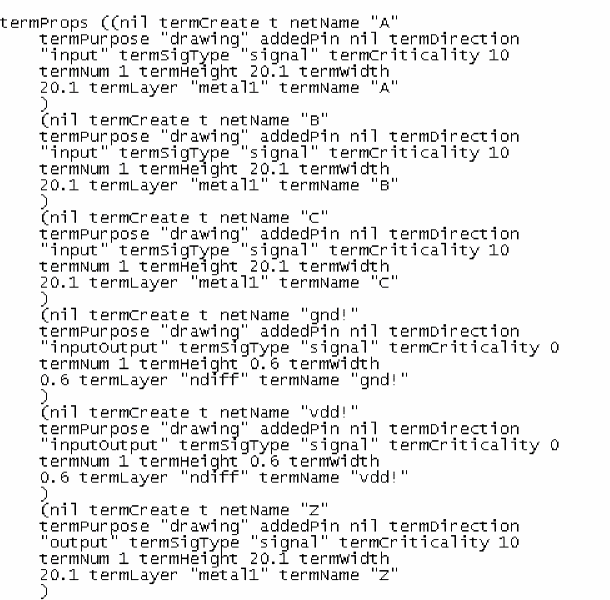 termProps ((nil termCreate t netName "A"
termPurpose "drawing" addedPin nil termDirection
"input" termSigType "signal" termCriticality 10
termNum 1 termHeight 20.1 termWidth
20.1 termLayer "metal1" termName "A"
)
(nil termCreate t netName "B"
termPurpose "drawing" addedPin nil termDirection
"input" termSigType "signal" termCriticality 10
termNum 1 termHeight 20.1 termWidth
20.1 termLayer "metal1" termName "B"
)
(nil termCreate t netName "C"
termPurpose "drawing" addedPin nil termDirection
"input" termSigType "signal" termCriticality 10
termNum 1 termHeight 20.1 termWidth
20.1 termLayer "metal1" termName "C"
)
(nil termCreate t netName "gnd!"
termPurpose "drawing" addedPin nil termDirection
"inputOutput" termSigType "signal" termCriticality 0
termNum 1 termHeight 0.6 termWidth
0.6 termLayer "ndiff" termName "gnd!"
)
(nil termCreate t netName "vdd!"
termPurpose "drawing" addedPin nil termDirection
"inputOutput" termSigType "signal" termCriticality 0
termNum 1 termHeight 0.6 termWidth
0.6 termLayer "ndiff" termName "vdd!"
)
(nil termCreate t netName "Z"
termPurpose "drawing" addedPin nil termDirection
"output" termSigType "signal" termCriticality 10
termNum 1 termHeight 20.1 termWidth
20.1 termLayer "metal1" termName "Z"
)